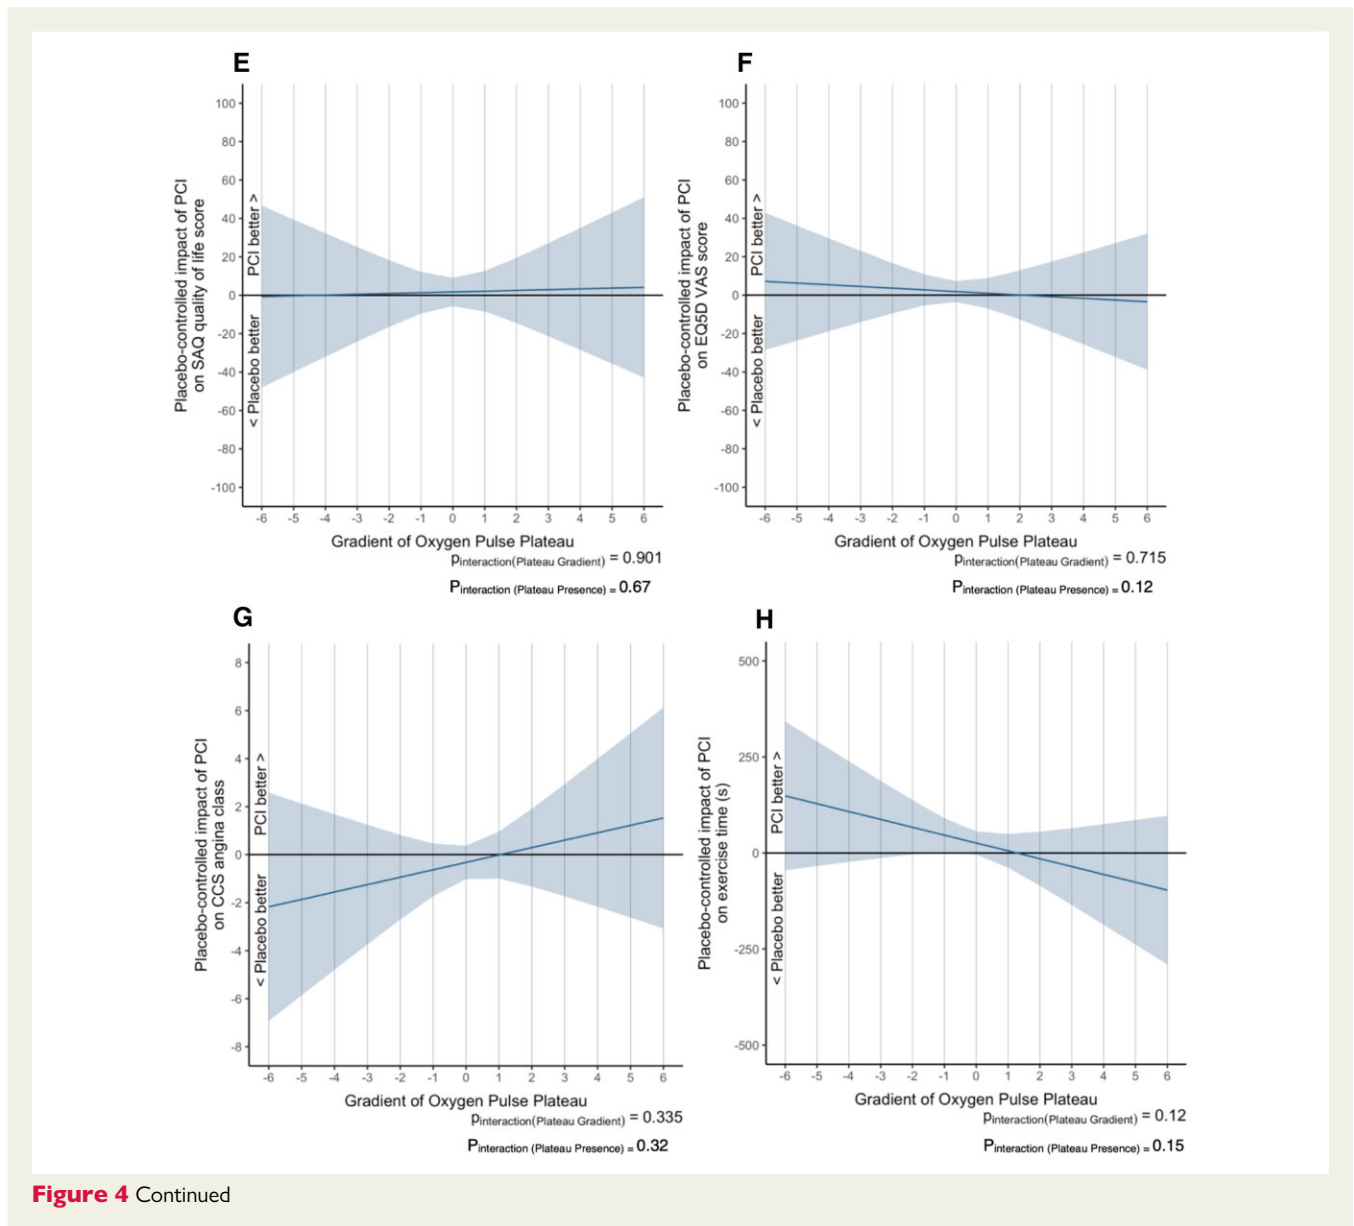 E
Placebo-controlled impact of PCI
on SAQ quality of life score
< Placebo better
PCI better >
100
80
60
40
20
0
-20
-40
-60
-80
-100
-6 -5 -4 -3 -2 -1 0 1 2 3 4 5 6
Gradient of Oxygen Pulse Plateau
pinteraction(Plateau Gradient) = 0.901
Pinteraction (Plateau Presence) = 0.67
F
Placebo-controlled impact of PCI
on EQ5D VAS score
< Placebo better
PCI better >
100
80
60
40
20
0
-20
-40
-60
-80
-100
-6 -5 -4 -3 -2 -1 0 1 2 3 4 5 6
Gradient of Oxygen Pulse Plateau
pinteraction(Plateau Gradient) = 0.715
Pinteraction (Plateau Presence) = 0.12
G
Placebo-controlled impact of PCI
on CCS angina class
< Placebo better
PCI better >
8
6
4
2
0
-2
-4
-6
-8
-6 -5 -4 -3 -2 -1 0 1 2 3 4 5 6
Gradient of Oxygen Pulse Plateau
pinteraction(Plateau Gradient) = 0.335
Pinteraction (Plateau Presence) = 0.32
H
Placebo-controlled impact of PCI
on exercise time (s)
< Placebo better
PCI better >
500
250
0
-250
-500
-6 -5 -4 -3 -2 -1 0 1 2 3 4 5 6
Gradient of Oxygen Pulse Plateau
pinteraction(Plateau Gradient) = 0.12
Pinteraction (Plateau Presence) = 0.15
Figure 4 Continued